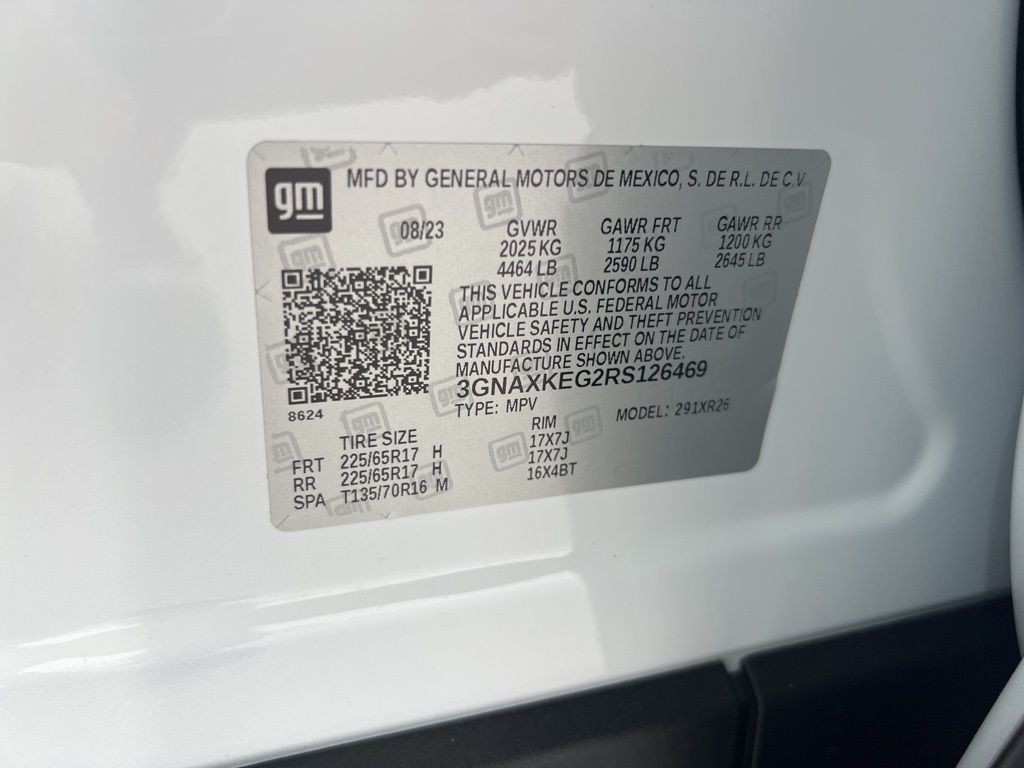 gm MFD BY GENERAL MOTORS DE MEXICO, S. DE R.L. DE C.V
08/23 GVWR GAWR FRT GAWR RR
2025 KG 1175 KG 1200 KG
4464 LB 2590 LB 2645 LB
THIS VEHICLE CONFORMS TO ALL
APPLICABLE U.S. FEDERAL MOTOR
VEHICLE SAFETY AND THEFT PREVENTION
STANDARDS IN EFFECT ON THE DATE OF
MANUFACTURE SHOWN ABOVE.
3GNAXKEG2RS126469
8624 TYPE: MPV MODEL: 291XR26
TIRE SIZE RIM
FRT 225/65R17 H 17X7J
RR 225/65R17 H 17X7J
SPA T135/70R16 M 16X4BT